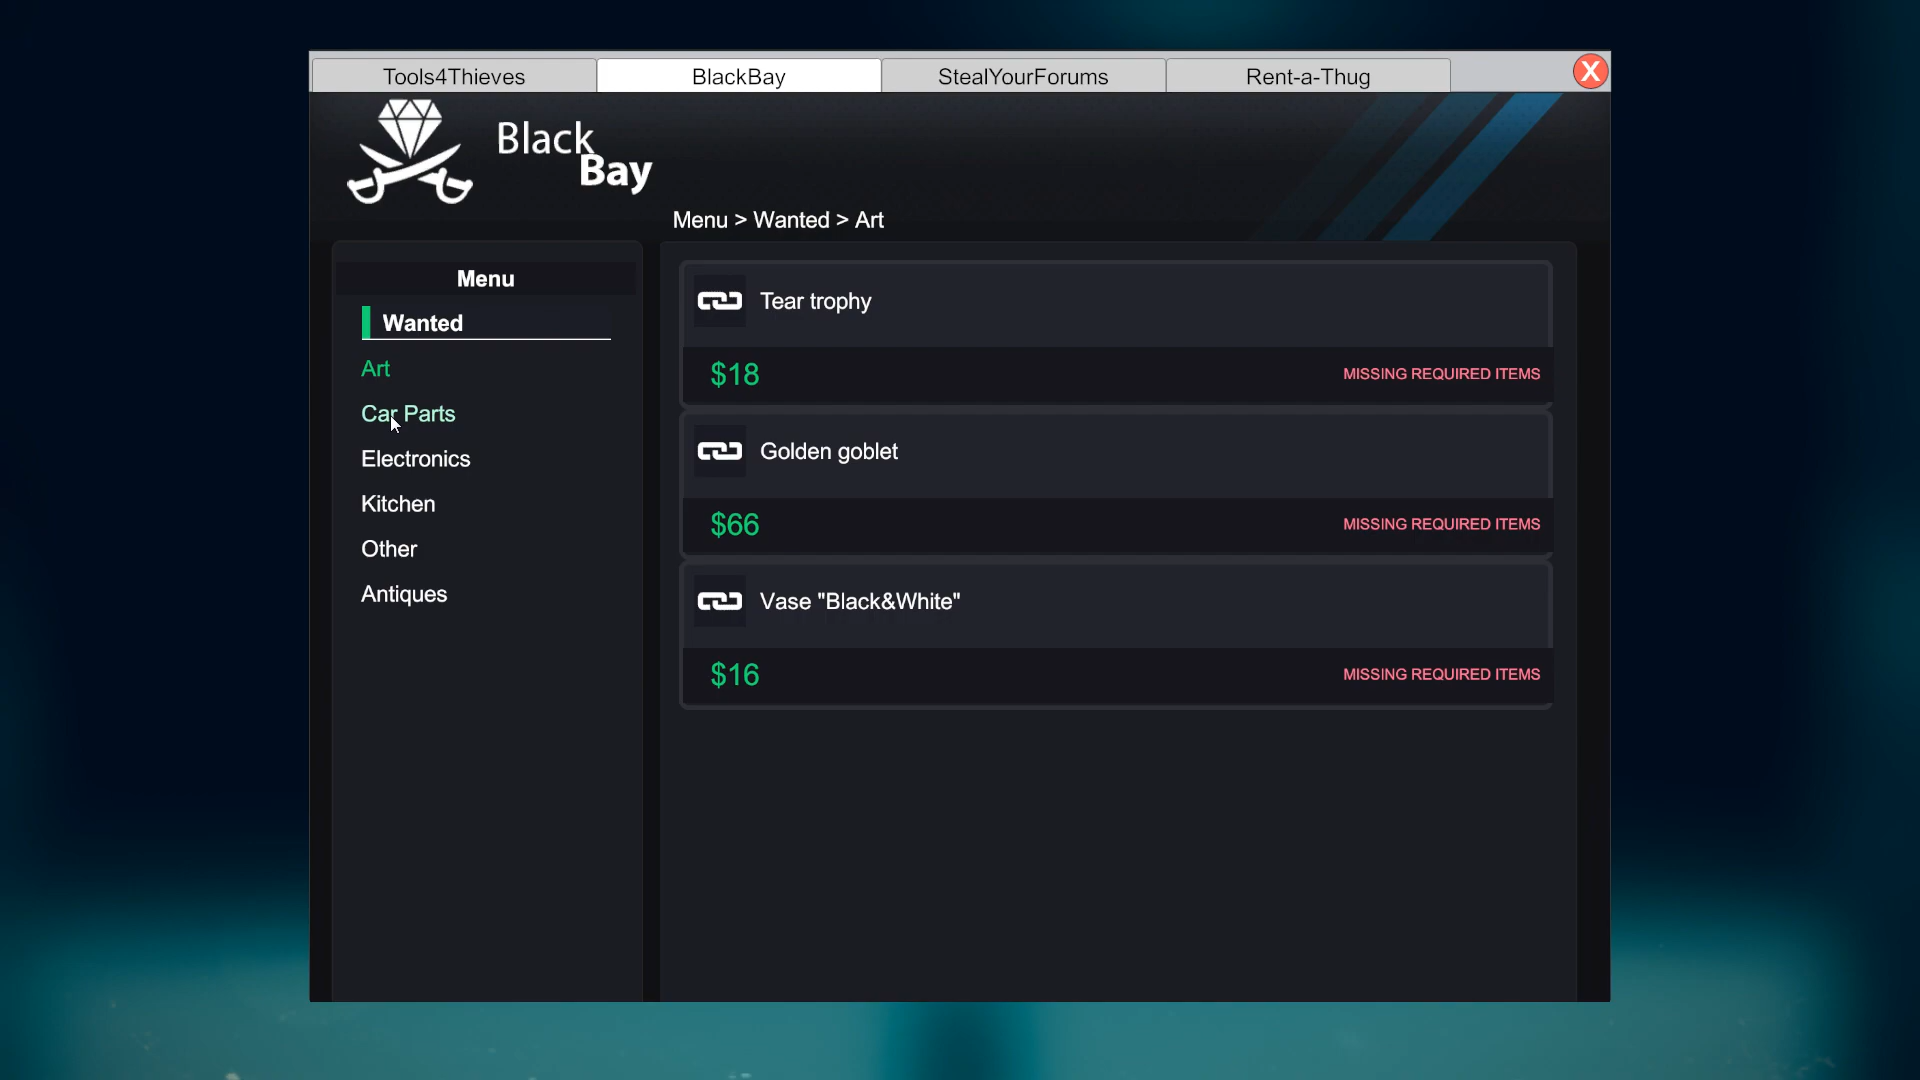 Tools4Thieves
BlackBay
StealYourForums
Rent-a-Thug
X
Black
Bay
Menu > Wanted > Art
Menu
Wanted
Art
Car Parts
Electronics
Kitchen
Other
Antiques
Tear trophy
$18
MISSING REQUIRED ITEMS
Golden goblet
$66
MISSING REQUIRED ITEMS
Vase "Black&White"
$16
MISSING REQUIRED ITEMS